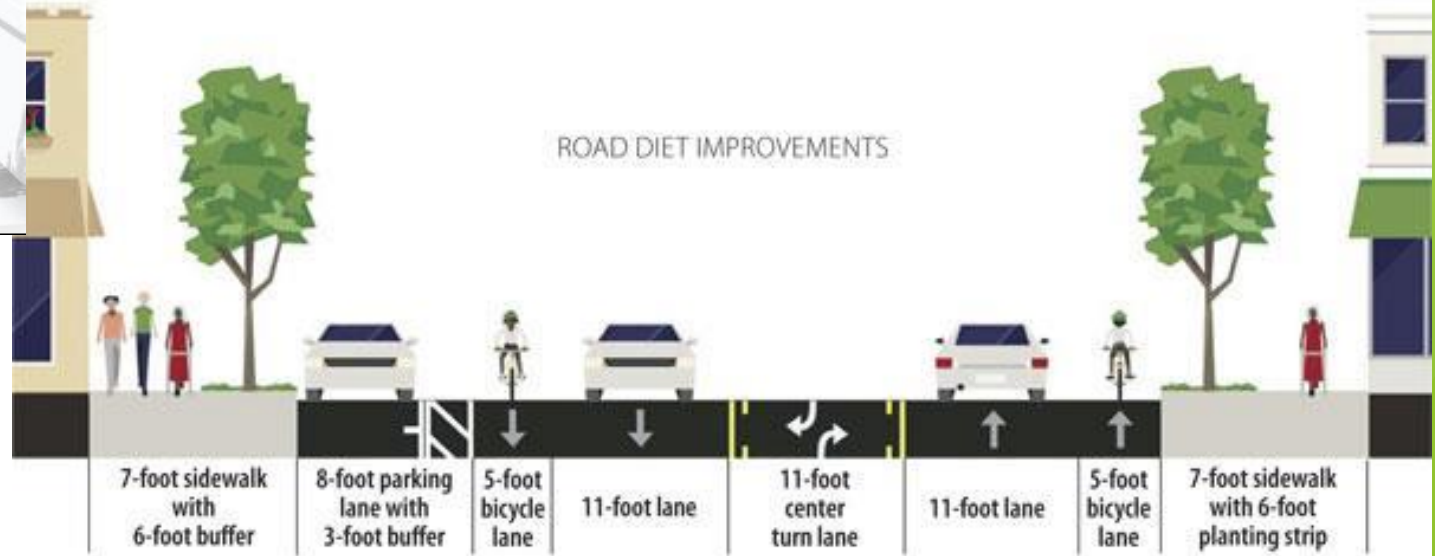 ROAD DIET IMPROVEMENTS
7-foot sidewalk
with
6-foot buffer
8-foot parking
lane with
3-foot buffer
5-foot
bicycle
lane
11-foot lane
11-foot
center
turn lane
11-foot lane
5-foot
bicycle
lane
7-foot sidewalk
with 6-foot
planting strip